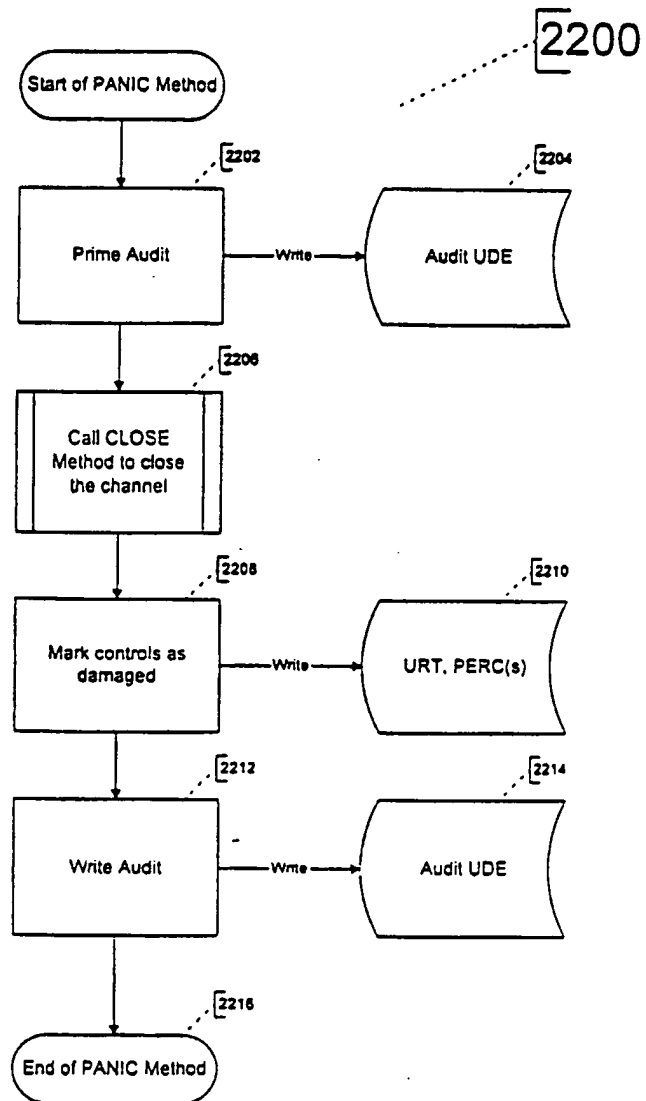 2200
Start of PANIC Method
2202
2204
Prime Audit
Write
Audit UDE
2206
Call CLOSE
Method to close
the channel
2208
2210
Mark controls as
damaged
Write
URT, PERC(s)
2212
2214
Write Audit
Write
Audit UDE
2216
End of PANIC Method